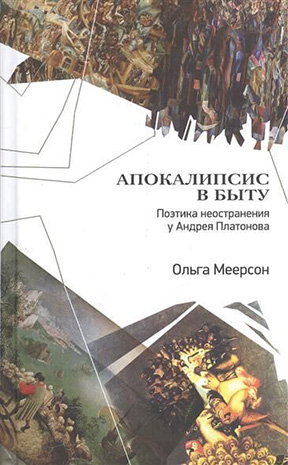 АПОКАЛИПСИС
В БЫТУ
Поэтика неостранения
у Андрея Платонова
Ольга Меерсон